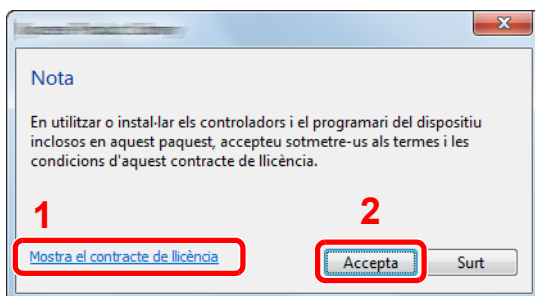 Nota
En utilitzar o instal·lar els controladors i el programari del dispositiu
inclosos en aquest paquet, accepteu sotmetre-us als termes i les
condicions d'aquest contracte de llicència.
1
2
Mostra el contracte de llicència
Accepta
Surt